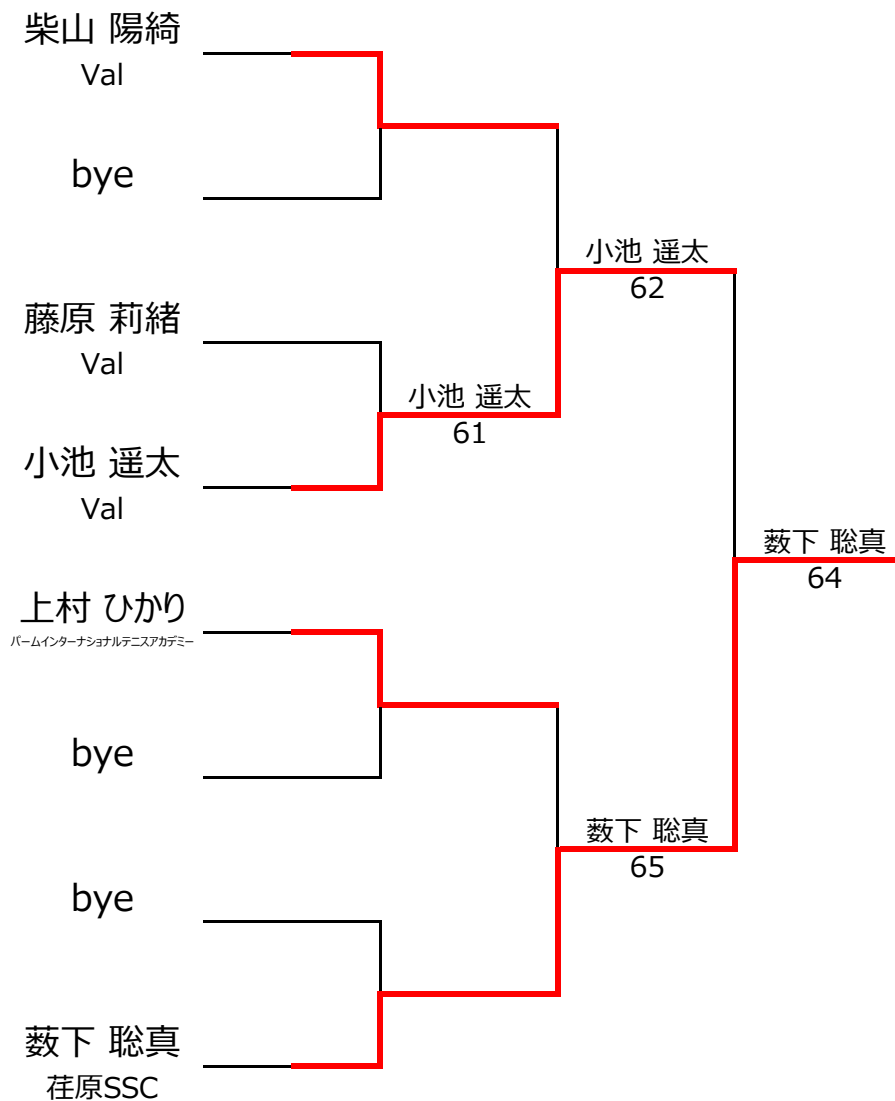 柴山 陽綺
Val
bye
小池 遥太
62
藤原 莉緒
Val
小池 遥太
61
小池 遥太
Val
薮下 聡真
64
上村 ひかり
パームインターナショナルテニスアカデミー
bye
薮下 聡真
65
bye
薮下 聡真
荏原SSC